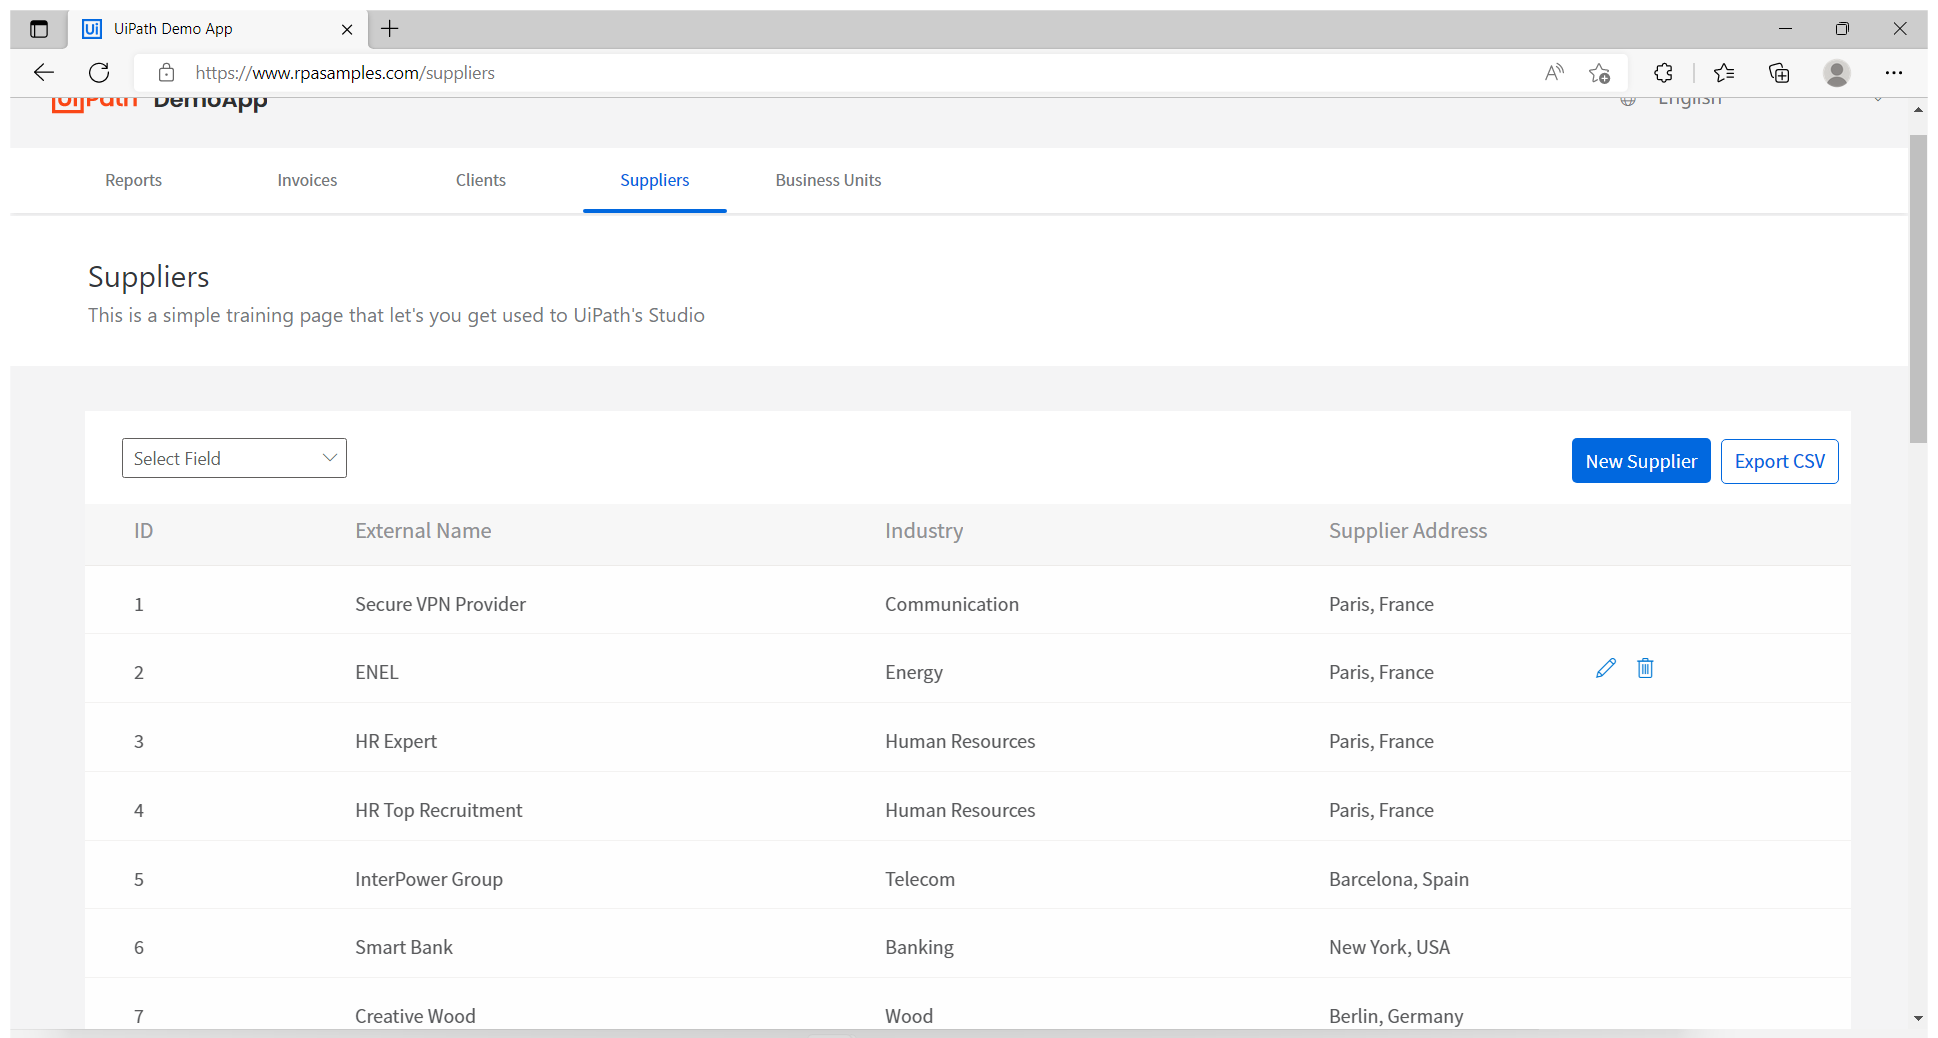 UiPath Demo App
https://www.rpasamples.com/suppliers
UiPath DemoApp English
Reports Invoices Clients Suppliers Business Units
Suppliers
This is a simple training page that let's you get used to UiPath's Studio
Select Field New Supplier Export CSV
ID External Name Industry Supplier Address
1 Secure VPN Provider Communication Paris, France
2 ENEL Energy Paris, France
3 HR Expert Human Resources Paris, France
4 HR Top Recruitment Human Resources Paris, France
5 InterPower Group Telecom Barcelona, Spain
6 Smart Bank Banking New York, USA
7 Creative Wood Wood Berlin, Germany